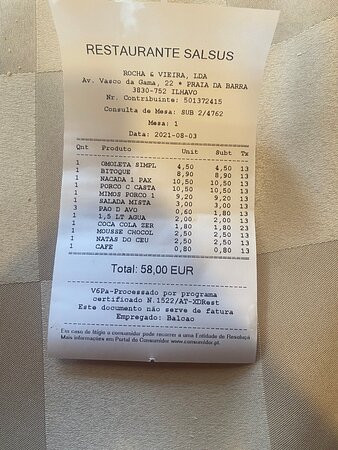 RESTAURANTE SALSUS
ROCHA & VIEIRA, LDA
Av. Vasco da Gama, 22 * PRAIA DA BARRA
3830-752 ILHAVO
Nr. Contribuinte: 501372415
Consulta de Mesa: SUB 2/4762
Mesa: 1
Data: 2021-08-03
Qnt Produto Unit Subt Tx
1 OMOLETA SIMPL 4,50 4,50 13
1 BITOQUE 8,90 8,90 13
1 NACADA 1 PAX 10,50 10,50 13
1 PORCO C CASTA 10,50 10,50 13
1 MIMOS PORCO 1 9,20 9,20 13
1 SALADA MISTA 3,00 3,00 13
3 PAO D AVO 0,60 1,80 13
1 1,5 LT AGUA 2,00 2,00 13
1 COCA COLA ZER 1,80 1,80 23
1 MOUSSE CHOCOL 2,50 2,50 13
1 NATAS DO CEU 2,50 2,50 13
1 CAFE 0,80 0,80 13
Total: 58,00 EUR
V6Pa-Processado por programa
certificado N.1522/AT-XDRest
Este documento não serve de fatura
Empregado: Balcao
Em caso de litígio o consumidor pode recorrer a uma Entidade de Resoluçã
Mais informações em Portal do Consumidor www.consumidor.pt